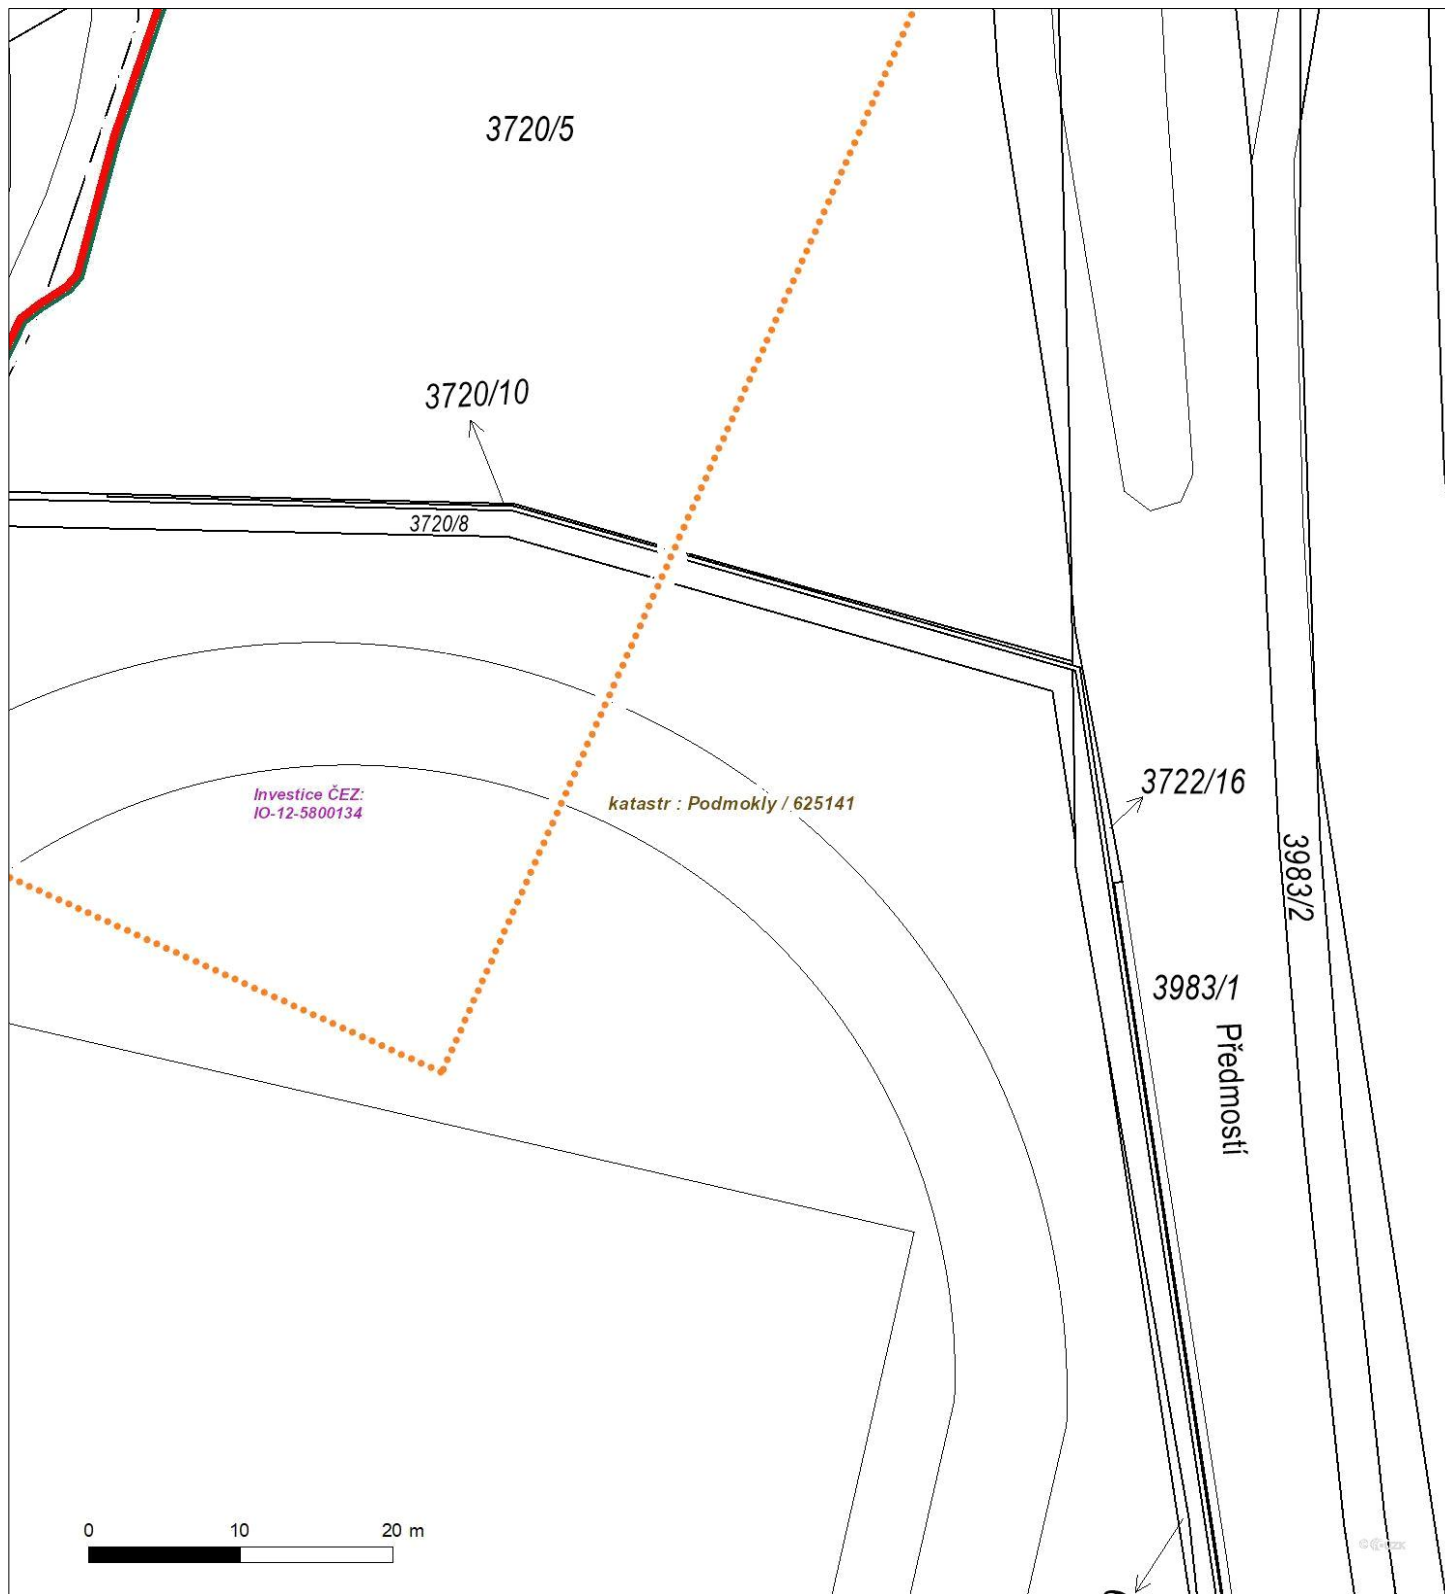 3720/5
3720/10
3720/8
3722/16
Investice ČEZ:
IO-12-5800134
katastr : Podmokly / 625141
3983/2
3983/1
Předmostí
0 10 20 m